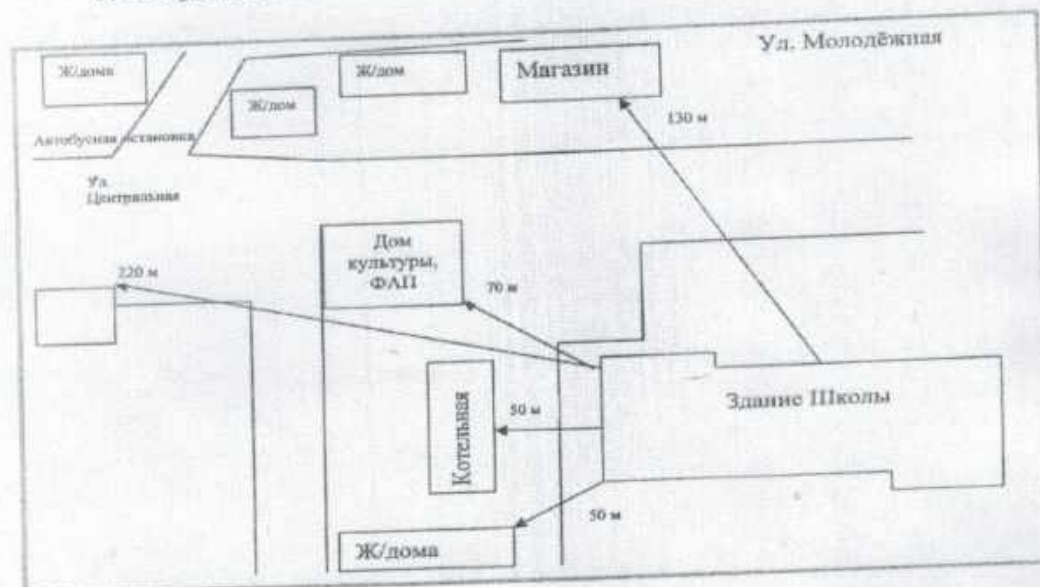 Ул. Молодёжная
Ж/дома
Ж/дом
Магазин
Ж/дом
130 м
Автобусная остановка
Ул.
Центральная
Дом
культуры,
ФАП
220 м
70 м
Здание Школы
50 м
Котельная
50 м
Ж/дома